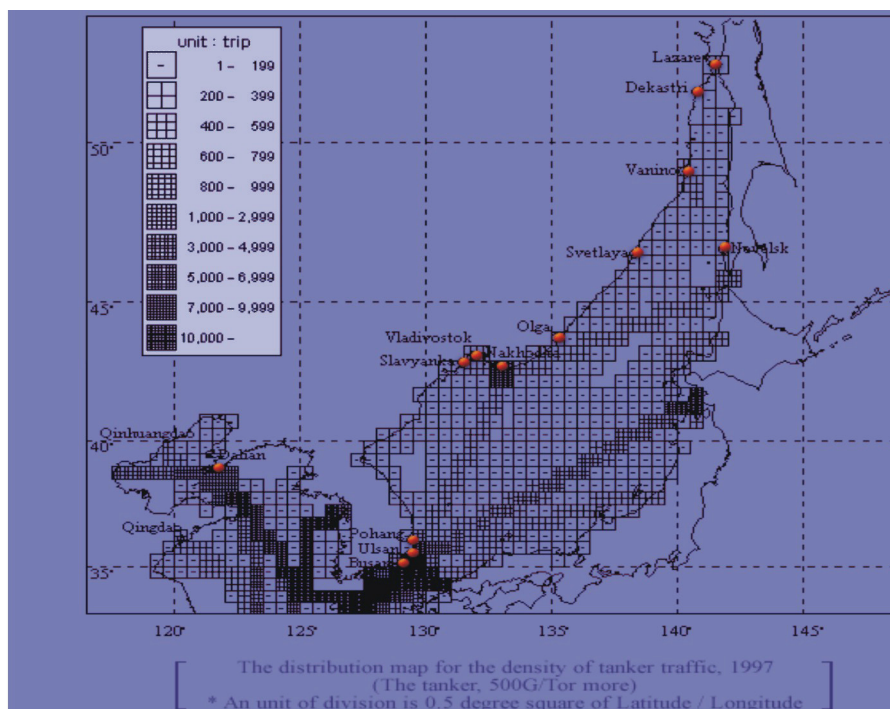 unit : trip
1 - 199
200 - 399
400 - 599
600 - 799
800 - 999
1,000 - 2,999
3,000 - 4,999
5,000 - 6,999
7,000 - 9,999
10,000 -
Lazare
Dekastri
50°
Vanino
Svetlaya
45°
Olga
Vladivostok
Nakhodka
Slavyanka
40°
Qinhuangdao
Dalian
Qingdao
Pohang
Ulsan
Busan
35°
120° 125° 130° 135° 140° 145°
The distribution map for the density of tanker traffic, 1997
(The tanker, 500G/Tor more)
* An unit of division is 0.5 degree square of Latitude / Longitude